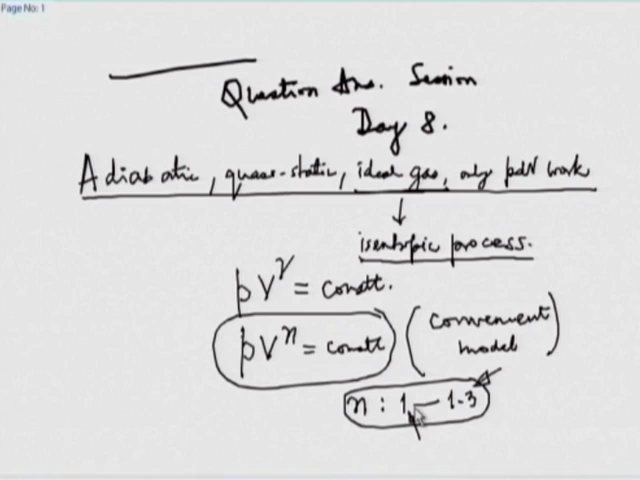 Page No: 1
Question Ans. Session
Day 8.
Adiabatic, quasi-static, ideal gas, only pdV work
↓
isentropic process.
pV^γ = constt.
pV^n = constt (convenient model)
n : 1 — 1.3